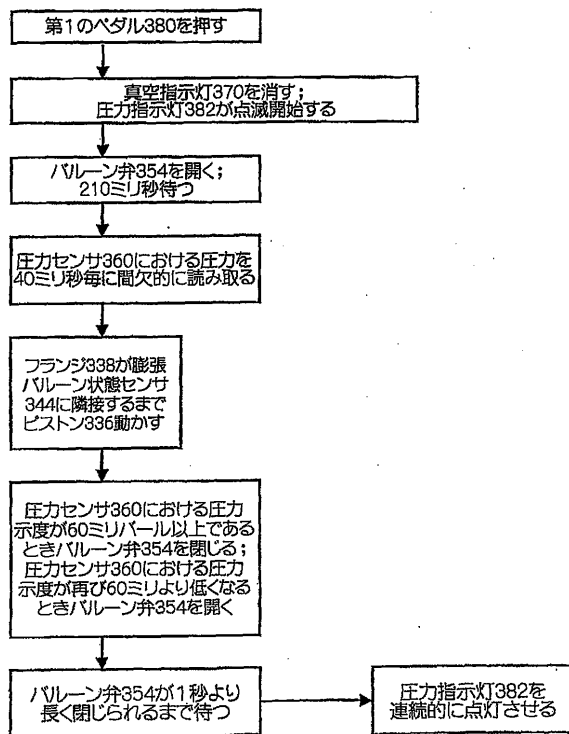 第1のペダル380を押す
真空指示灯370を消す；
圧力指示灯382が点滅開始する
バルーン弁354を開く；
210ミリ秒待つ
圧力センサ360における圧力を
40ミリ秒毎に間欠的に読み取る
フランジ338が膨張
バルーン状態センサ
344に隣接するまで
ピストン336動かす
圧力センサ360における圧力
示度が60ミリバール以上である
ときバルーン弁354を閉じる；
圧力センサ360における圧力
示度が再び60ミリより低くなる
ときバルーン弁354を開く
バルーン弁354が1秒より
長く閉じられるまで待つ
圧力指示灯382を
連続的に点灯させる